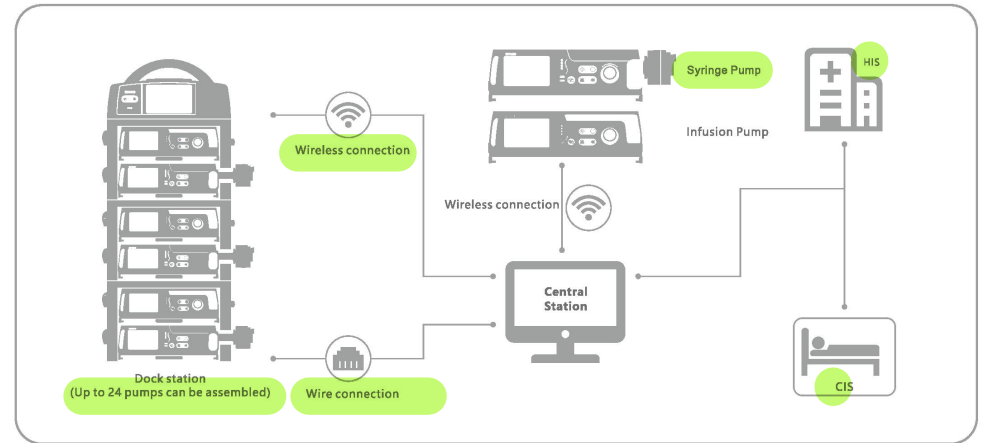 Syringe Pump
HIS
Infusion Pump
Wireless connection
Wireless connection
Central
Station
Dock station
(Up to 24 pumps can be assembled)
Wire connection
CIS